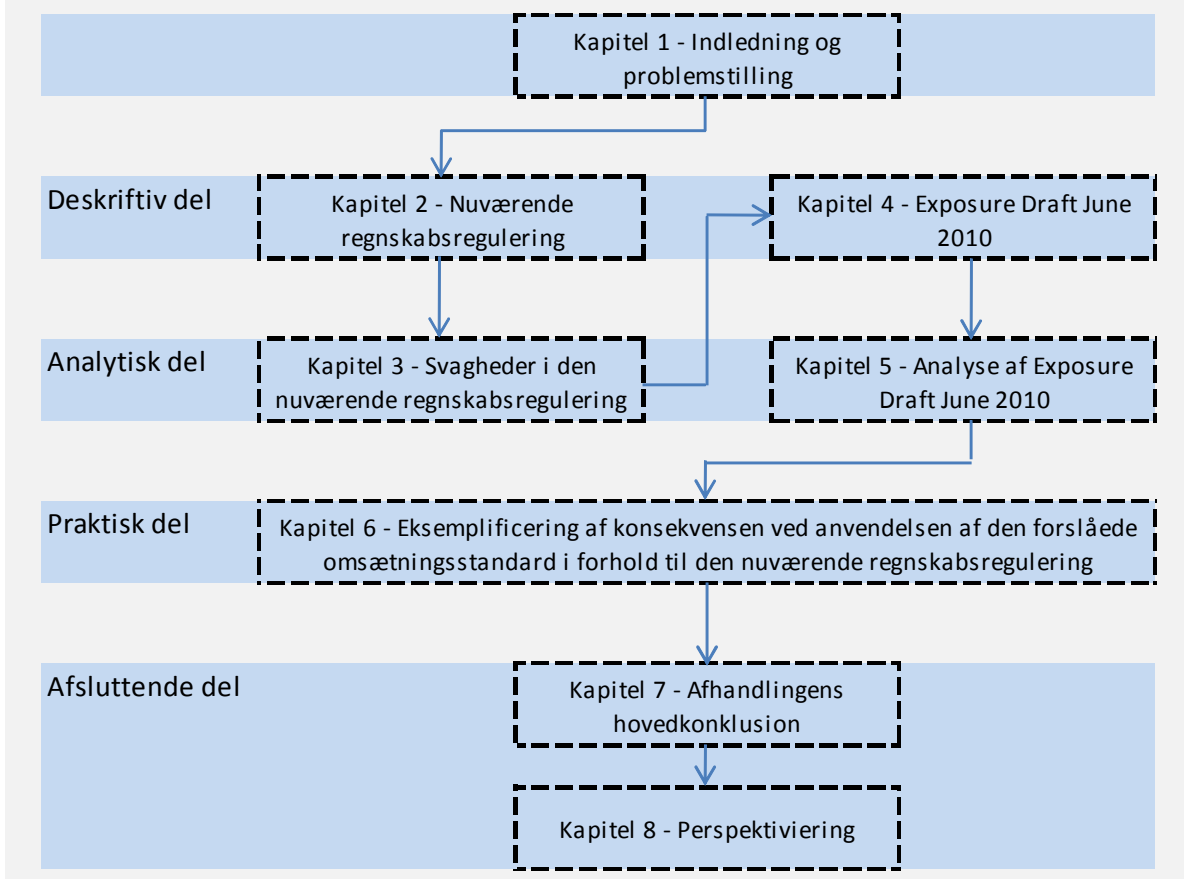 Kapitel 1 - Indledning og
problemstilling
Deskriftiv del
Kapitel 2 - Nuværende
regnskabsregulering
Kapitel 4 - Exposure Draft June
2010
Analytisk del
Kapitel 3 - Svagheder i den
nuværende regnskabsregulering
Kapitel 5 - Analyse af Exposure
Draft June 2010
Praktisk del
Kapitel 6 - Eksemplificering af konsekvensen ved anvendelsen af den forslåede
omsætningsstandard i forhold til den nuværende regnskabsregulering
Afsluttende del
Kapitel 7 - Afhandlingens
hovedkonklusion
Kapitel 8 - Perspektiviering